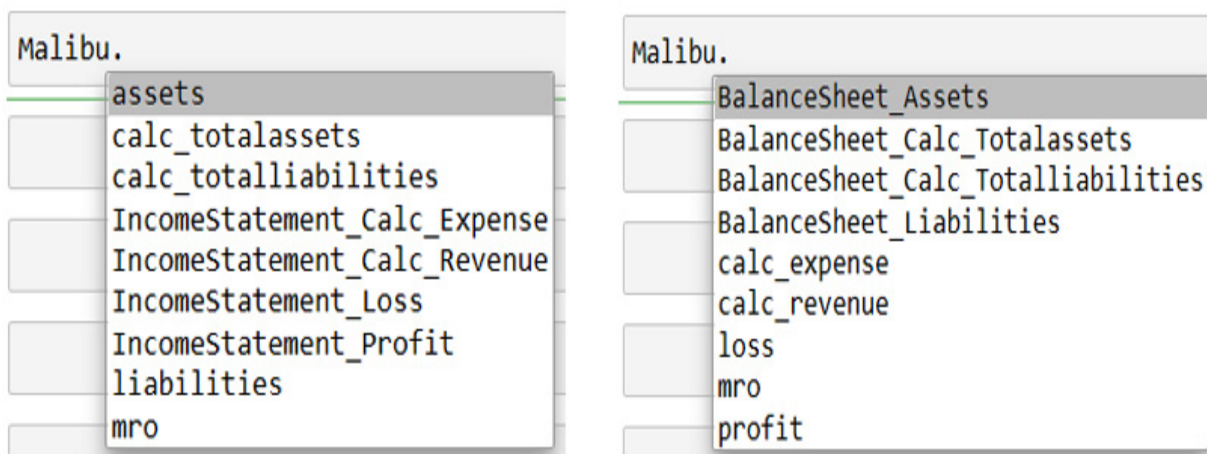 Malibu.
assets
calc_totalassets
calc_totalliabilities
IncomeStatement_Calc_Expense
IncomeStatement_Calc_Revenue
IncomeStatement_Loss
IncomeStatement_Profit
liabilities
mro
Malibu.
BalanceSheet_Assets
BalanceSheet_Calc_Totalassets
BalanceSheet_Calc_Totalliabilities
BalanceSheet_Liabilities
calc_expense
calc_revenue
loss
mro
profit